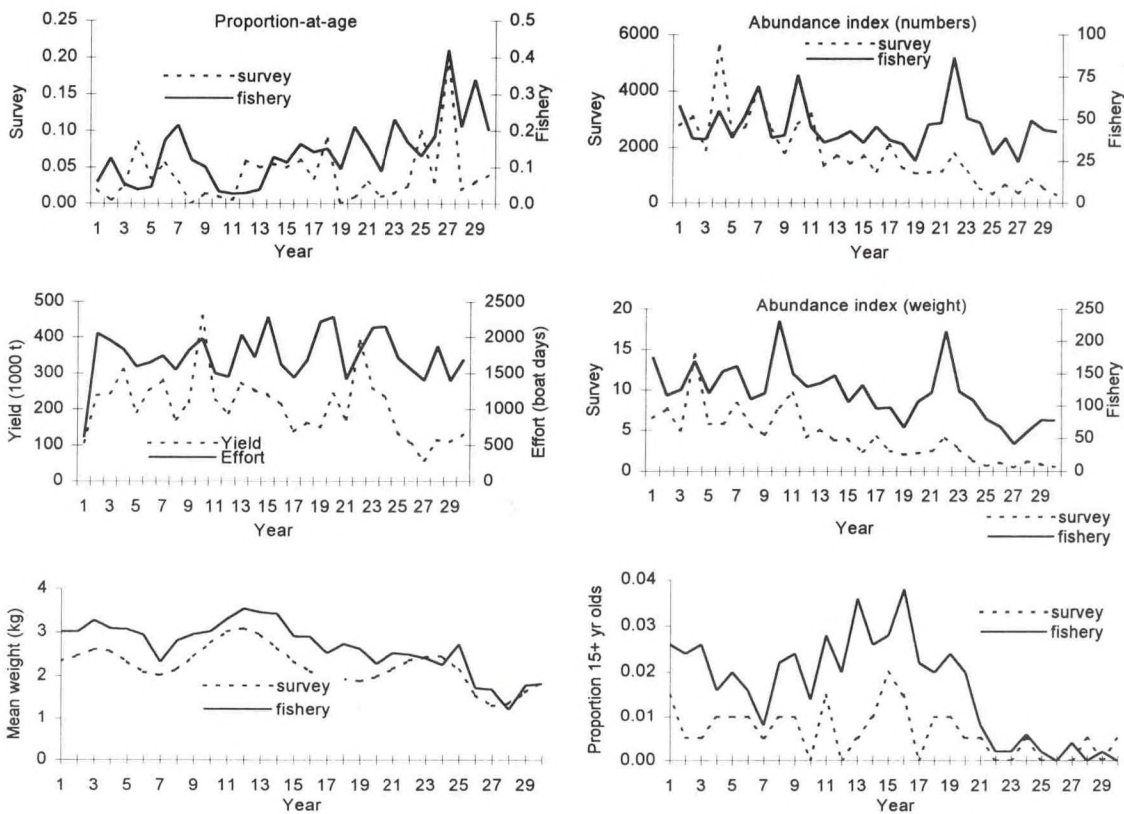 Proportion-at-age
0.25
0.20
0.15
0.10
0.05
0.00
Survey
0.5
0.4
0.3
0.2
0.1
0.0
Fishery
survey
fishery
1 3 5 7 9 11 13 15 17 19 21 23 25 27 29
Year
Abundance index (numbers)
6000
4000
2000
0
Survey
100
75
50
25
0
Fishery
survey
fishery
1 3 5 7 9 11 13 15 17 19 21 23 25 27 29
Year
500
400
300
200
100
0
Yield (1000 t)
2500
2000
1500
1000
500
0
Effort (boat days)
Yield
Effort
1 3 5 7 9 11 13 15 17 19 21 23 25 27 29
Year
Abundance index (weight)
20
15
10
5
0
Survey
250
200
150
100
50
0
Fishery
1 3 5 7 9 11 13 15 17 19 21 23 25 27 29
Year
survey
fishery
4
3
2
1
0
Mean weight (kg)
survey
fishery
1 3 5 7 9 11 13 15 17 19 21 23 25 27 29
Year
0.04
0.03
0.02
0.01
0.00
Proportion 15+ yr olds
survey
fishery
1 3 5 7 9 11 13 15 17 19 21 23 25 27 29
Year